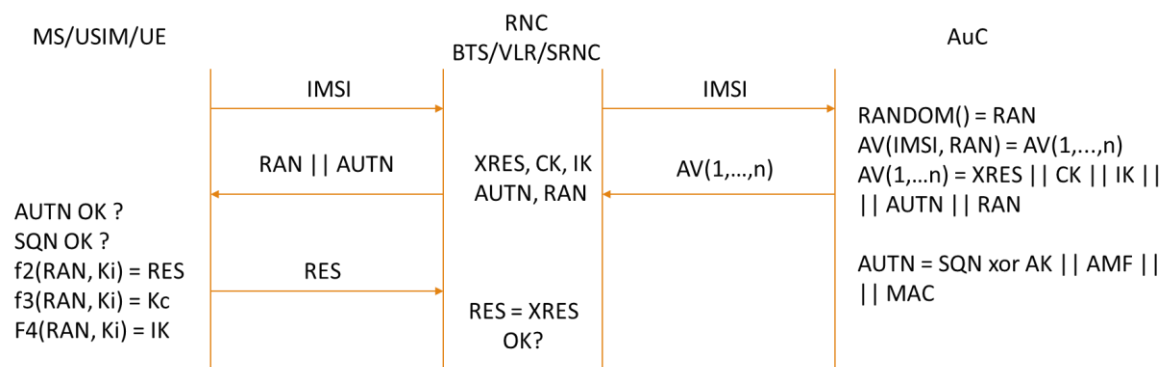 MS/USIM/UE
RNC
BTS/VLR/SRNC
AuC
IMSI
IMSI
RANDOM() = RAN
AV(IMSI, RAN) = AV(1,...,n)
AV(1,...n) = XRES || CK || IK ||
|| AUTN || RAN
RAN || AUTN
XRES, CK, IK
AUTN, RAN
AV(1,...,n)
AUTN OK ?
SQN OK ?
f2(RAN, Ki) = RES
f3(RAN, Ki) = Kc
F4(RAN, Ki) = IK
RES
RES = XRES
OK?
AUTN = SQN xor AK || AMF ||
|| MAC